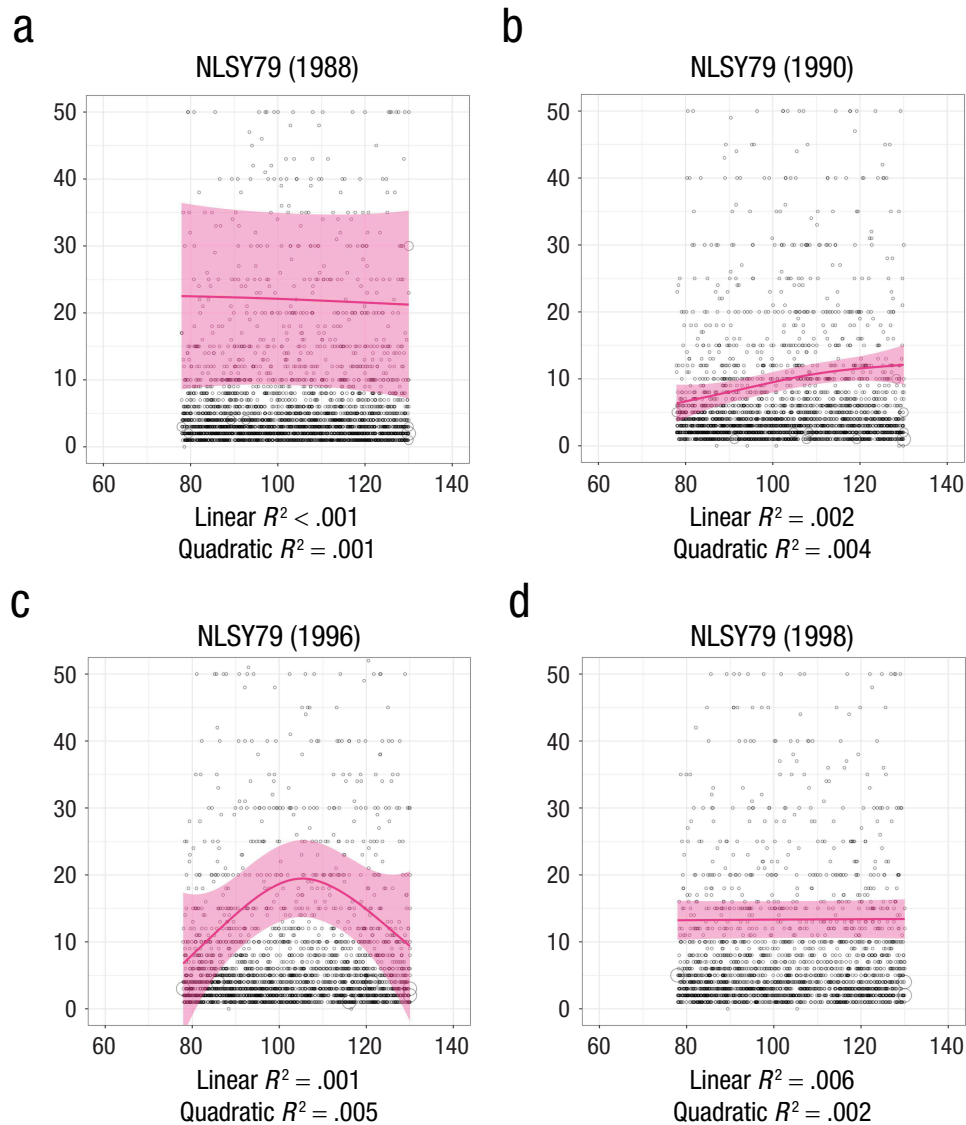 a
NLSY79 (1988)
50
40
30
20
10
0
60 80 100 120 140
Linear R² < .001
Quadratic R² = .001
b
NLSY79 (1990)
50
40
30
20
10
0
60 80 100 120 140
Linear R² = .002
Quadratic R² = .004
c
NLSY79 (1996)
50
40
30
20
10
0
60 80 100 120 140
Linear R² = .001
Quadratic R² = .005
d
NLSY79 (1998)
50
40
30
20
10
0
60 80 100 120 140
Linear R² = .006
Quadratic R² = .002